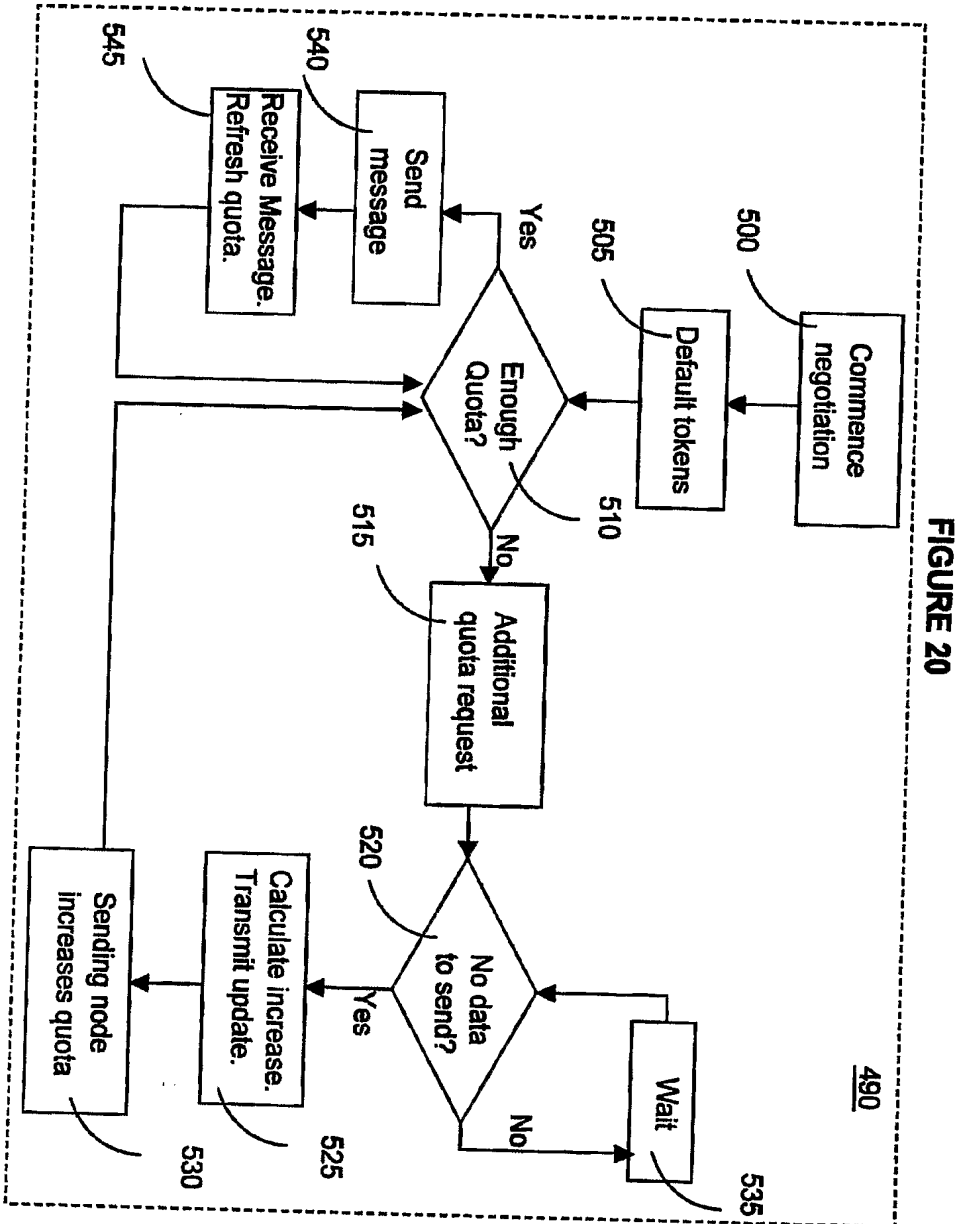 FIGURE 20
490
500
Commence
negotiation
505
Default tokens
510
Enough
Quota?
Yes
No
540
Send
message
545
Receive Message.
Refresh quota.
515
Additional
quota request
520
No data
to send?
No
535
Wait
Yes
525
Calculate increase.
Transmit update.
530
Sending node
increases quota